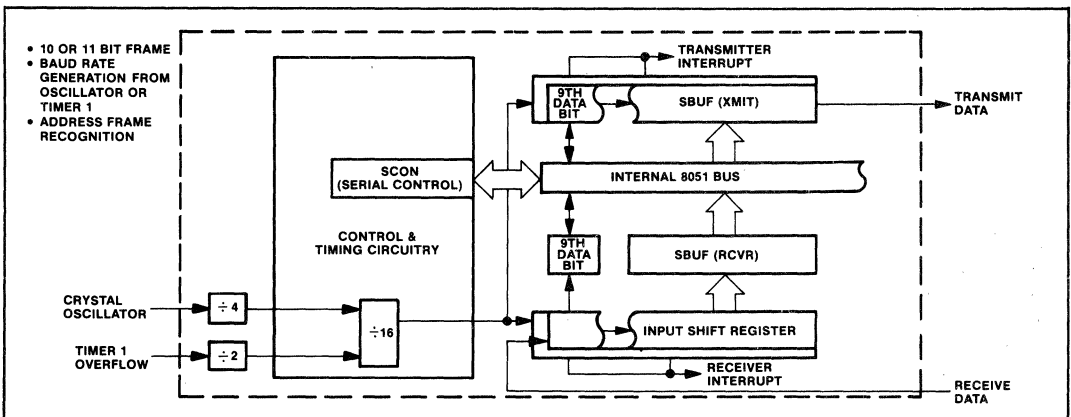 • 10 OR 11 BIT FRAME
• BAUD RATE
GENERATION FROM
OSCILLATOR OR
TIMER 1
• ADDRESS FRAME
RECOGNITION
TRANSMITTER
INTERRUPT
9TH
DATA
BIT
SBUF (XMIT)
TRANSMIT
DATA
SCON
(SERIAL CONTROL)
INTERNAL 8051 BUS
CONTROL &
TIMING CIRCUITRY
9TH
DATA
BIT
SBUF (RCVR)
CRYSTAL
OSCILLATOR
÷4
÷16
INPUT SHIFT REGISTER
TIMER 1
OVERFLOW
÷2
RECEIVER
INTERRUPT
RECEIVE
DATA